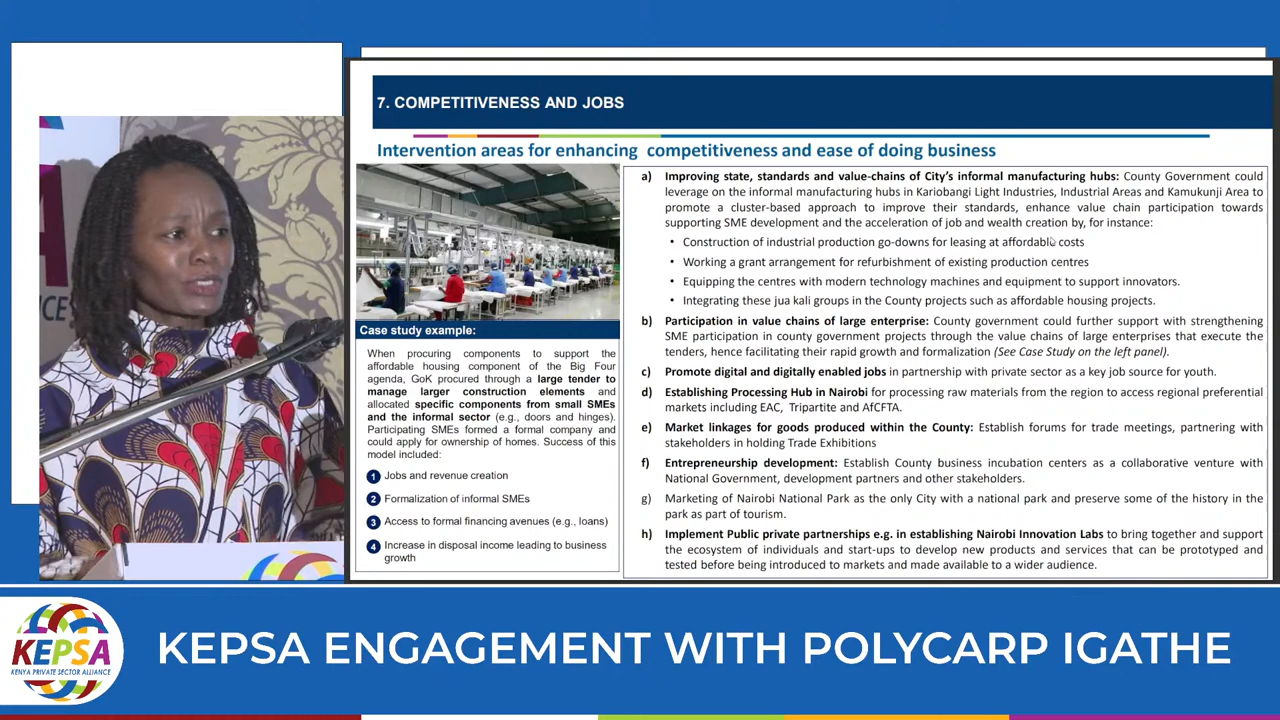 7. COMPETITIVENESS AND JOBS
Intervention areas for enhancing competitiveness and ease of doing business
Case study example:
When procuring components to support the
affordable housing component of the Big Four
agenda, GoK procured through a large tender to
manage larger construction elements and
allocated specific components from small SMEs
and the informal sector (e.g., doors and hinges).
Participating SMEs formed a formal company and
could apply for ownership of homes. Success of this
model included:
1 Jobs and revenue creation
2 Formalization of informal SMEs
3 Access to formal financing avenues (e.g., loans)
4 Increase in disposal income leading to business
growth
a) Improving state, standards and value-chains of City's informal manufacturing hubs: County Government could
leverage on the informal manufacturing hubs in Kariobangi Light Industries, Industrial Areas and Kamukunji Area to
promote a cluster-based approach to improve their standards, enhance value chain participation towards
supporting SME development and the acceleration of job and wealth creation by, for instance:
• Construction of industrial production go-downs for leasing at affordable costs
• Working a grant arrangement for refurbishment of existing production centres
• Equipping the centres with modern technology machines and equipment to support innovators.
• Integrating these jua kali groups in the County projects such as affordable housing projects.
b) Participation in value chains of large enterprise: County government could further support with strengthening
SME participation in county government projects through the value chains of large enterprises that execute the
tenders, hence facilitating their rapid growth and formalization (See Case Study on the left panel).
c) Promote digital and digitally enabled jobs in partnership with private sector as a key job source for youth.
d) Establishing Processing Hub in Nairobi for processing raw materials from the region to access regional preferential
markets including EAC, Tripartite and AfCFTA.
e) Market linkages for goods produced within the County: Establish forums for trade meetings, partnering with
stakeholders in holding Trade Exhibitions
f) Entrepreneurship development: Establish County business incubation centers as a collaborative venture with
National Government, development partners and other stakeholders.
g) Marketing of Nairobi National Park as the only City with a national park and preserve some of the history in the
park as part of tourism.
h) Implement Public private partnerships e.g. in establishing Nairobi Innovation Labs to bring together and support
the ecosystem of individuals and start-ups to develop new products and services that can be prototyped and
tested before being introduced to markets and made available to a wider audience.
KEPSA
KENYA PRIVATE SECTOR ALLIANCE
KEPSA ENGAGEMENT WITH POLYCARP IGATHE